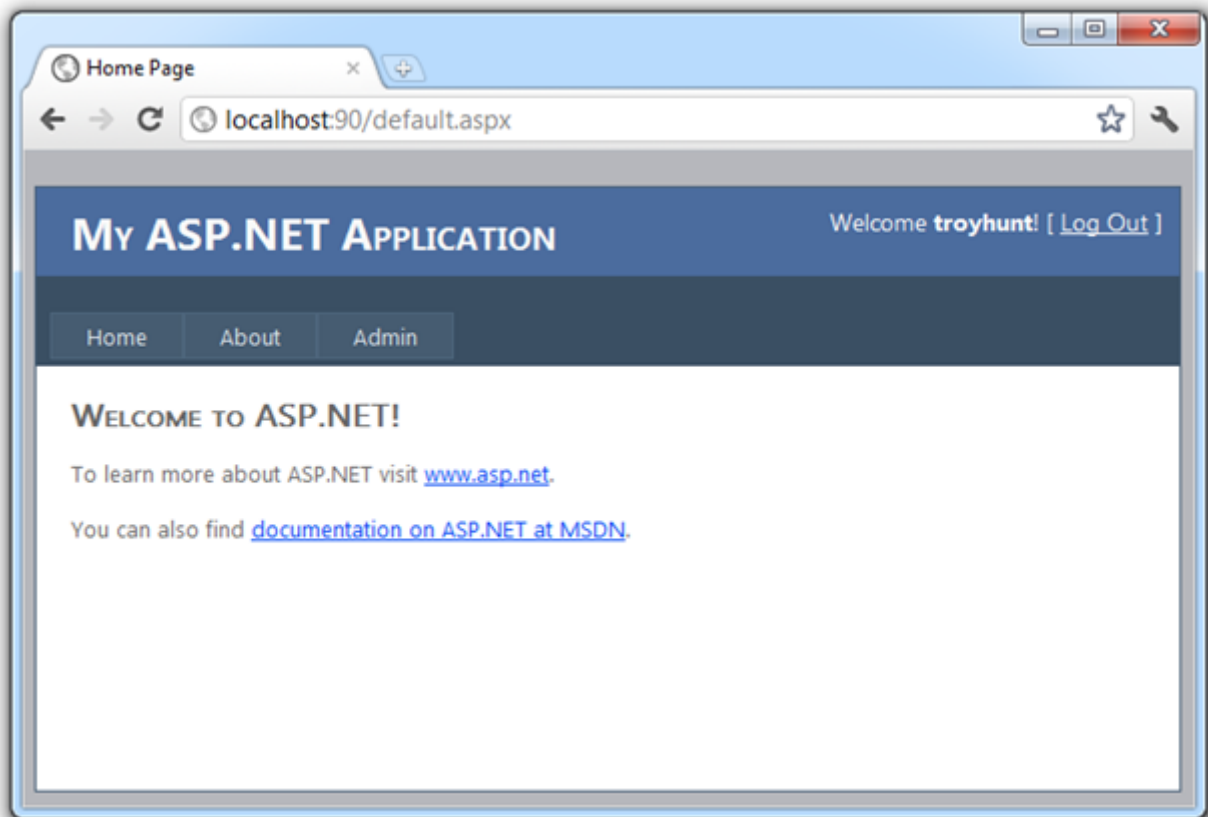 Home Page
localhost:90/default.aspx
My ASP.NET Application
Welcome troyhunt! [ Log Out ]
Home About Admin
Welcome to ASP.NET!
To learn more about ASP.NET visit www.asp.net.
You can also find documentation on ASP.NET at MSDN.